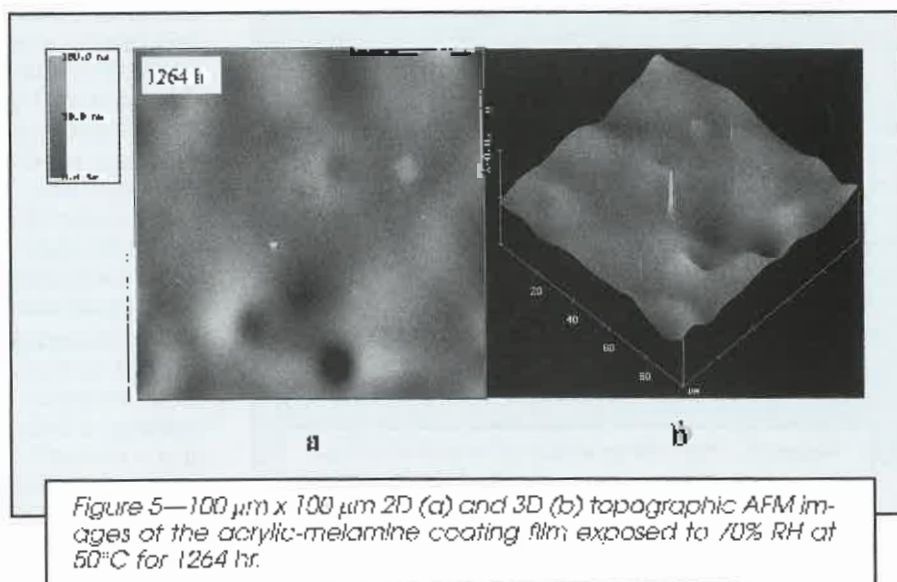 1264 h
20
40
60
80
µm
a
b
Figure 5—100 µm x 100 µm 2D (a) and 3D (b) topographic AFM im-
ages of the acrylic-melamine coating film exposed to 70% RH at
50°C for 1264 hr.